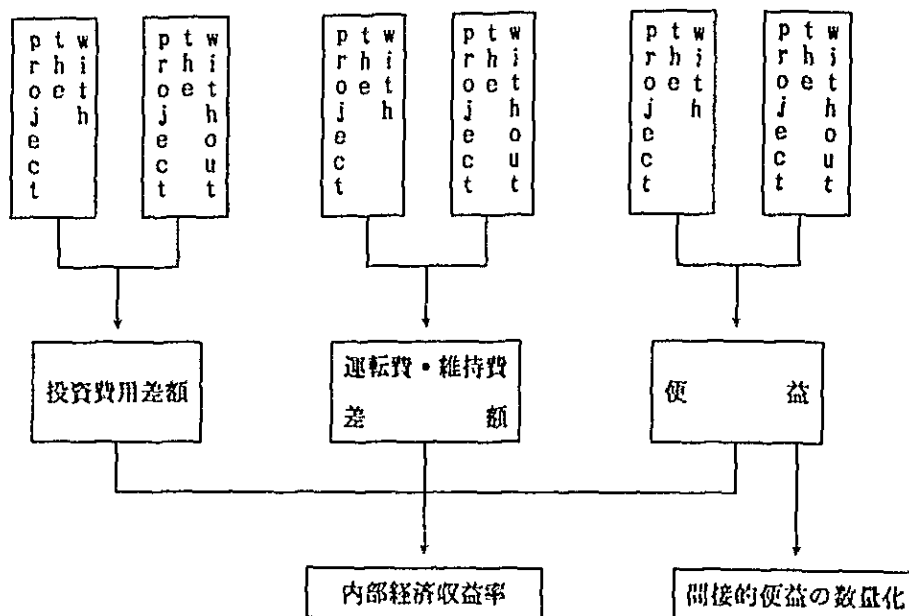 with
the
project
without
the
project
with
the
project
without
the
project
with
the
project
without
the
project
投資費用差額
運転費・維持費
差額
便益
内部経済収益率
間接的便益の数量化